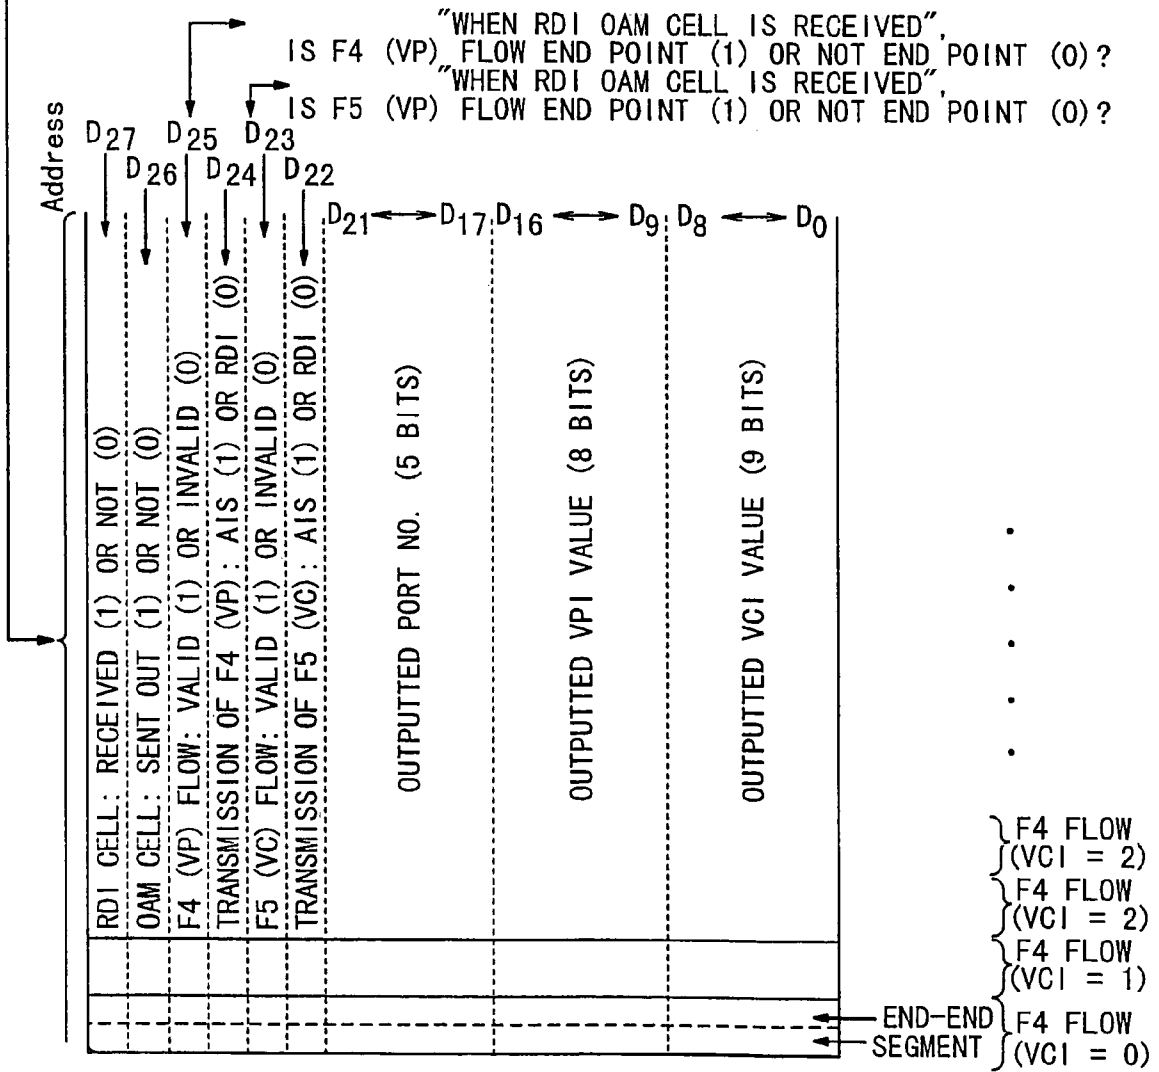 "WHEN RDI OAM CELL IS RECEIVED",
IS F4 (VP) FLOW END POINT (1) OR NOT END POINT (0)?
"WHEN RDI OAM CELL IS RECEIVED",
IS F5 (VP) FLOW END POINT (1) OR NOT END POINT (0)?
Address
D27
D25
D23
D26
D24
D22
D21
D17
D16
D9
D8
D0
RDI CELL: RECEIVED (1) OR NOT (0)
OAM CELL: SENT OUT (1) OR NOT (0)
F4 (VP) FLOW: VALID (1) OR INVALID (0)
TRANSMISSION OF F4 (VP): AIS (1) OR RDI (0)
F5 (VC) FLOW: VALID (1) OR INVALID (0)
TRANSMISSION OF F5 (VC): AIS (1) OR RDI (0)
OUTPUTTED PORT NO. (5 BITS)
OUTPUTTED VPI VALUE (8 BITS)
OUTPUTTED VCI VALUE (9 BITS)
F4 FLOW
(VCI = 2)
F4 FLOW
(VCI = 2)
F4 FLOW
(VCI = 1)
END-END
SEGMENT
F4 FLOW
(VCI = 0)